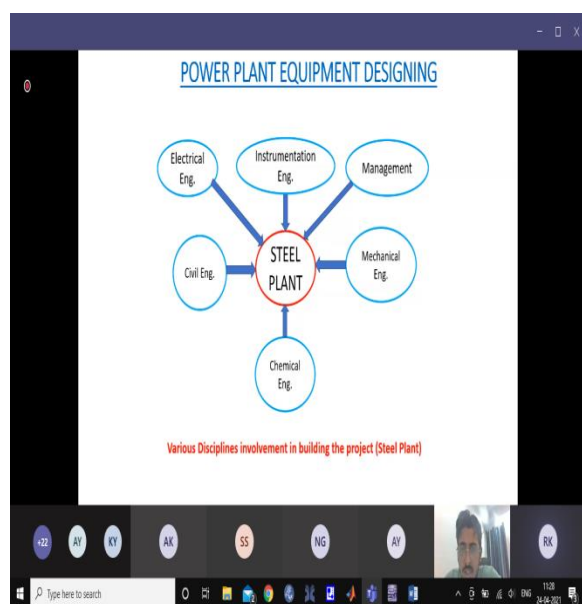 POWER PLANT EQUIPMENT DESIGNING
Electrical
Eng.
Instrumentation
Eng.
Management
STEEL
PLANT
Civil Eng.
Mechanical
Eng.
Chemical
Eng.
Various Disciplines involvement in building the project (Steel Plant)
+22
AY
KY
AK
SS
NG
AY
RK
Type here to search
ENG
11:28
24-04-2021